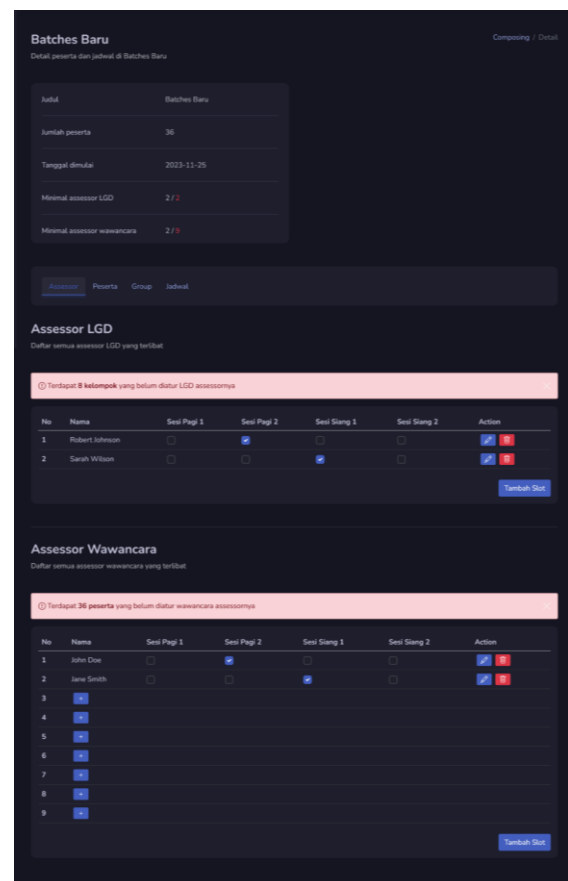 Batches Baru
Composing / Detail
Detail peserta dan jadwal di Batches Baru
Judul Batches Baru
Jumlah peserta 36
Tanggal dimulai 2023-11-25
Minimal assessor LGD 2 / 2
Minimal assessor wawancara 2 / 9
Assessor Peserta Group Jadwal
Assessor LGD
Daftar semua assessor LGD yang terlibat
Terdapat 8 kelompok yang belum diatur LGD assessornya
No Nama Sesi Pagi 1 Sesi Pagi 2 Sesi Siang 1 Sesi Siang 2 Action
1 Robert Johnson
2 Sarah Wilson
Tambah Slot
Assessor Wawancara
Daftar semua assessor wawancara yang terlibat
Terdapat 36 peserta yang belum diatur wawancara assessornya
No Nama Sesi Pagi 1 Sesi Pagi 2 Sesi Siang 1 Sesi Siang 2 Action
1 John Doe
2 Jane Smith
3 +
4 +
5 +
6 +
7 +
8 +
9 +
Tambah Slot